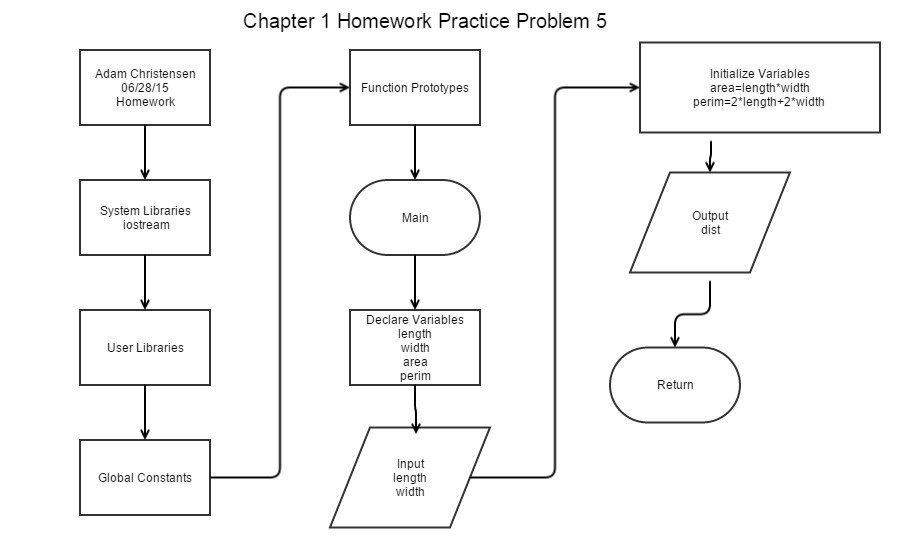 Chapter 1 Homework Practice Problem 5
Adam Christensen
06/28/15
Homework
System Libraries
iostream
User Libraries
Global Constants
Function Prototypes
Main
Declare Variables
length
width
area
perim
Input
length
width
Initialize Variables
area=length*width
perim=2*length+2*width
Output
dist
Return